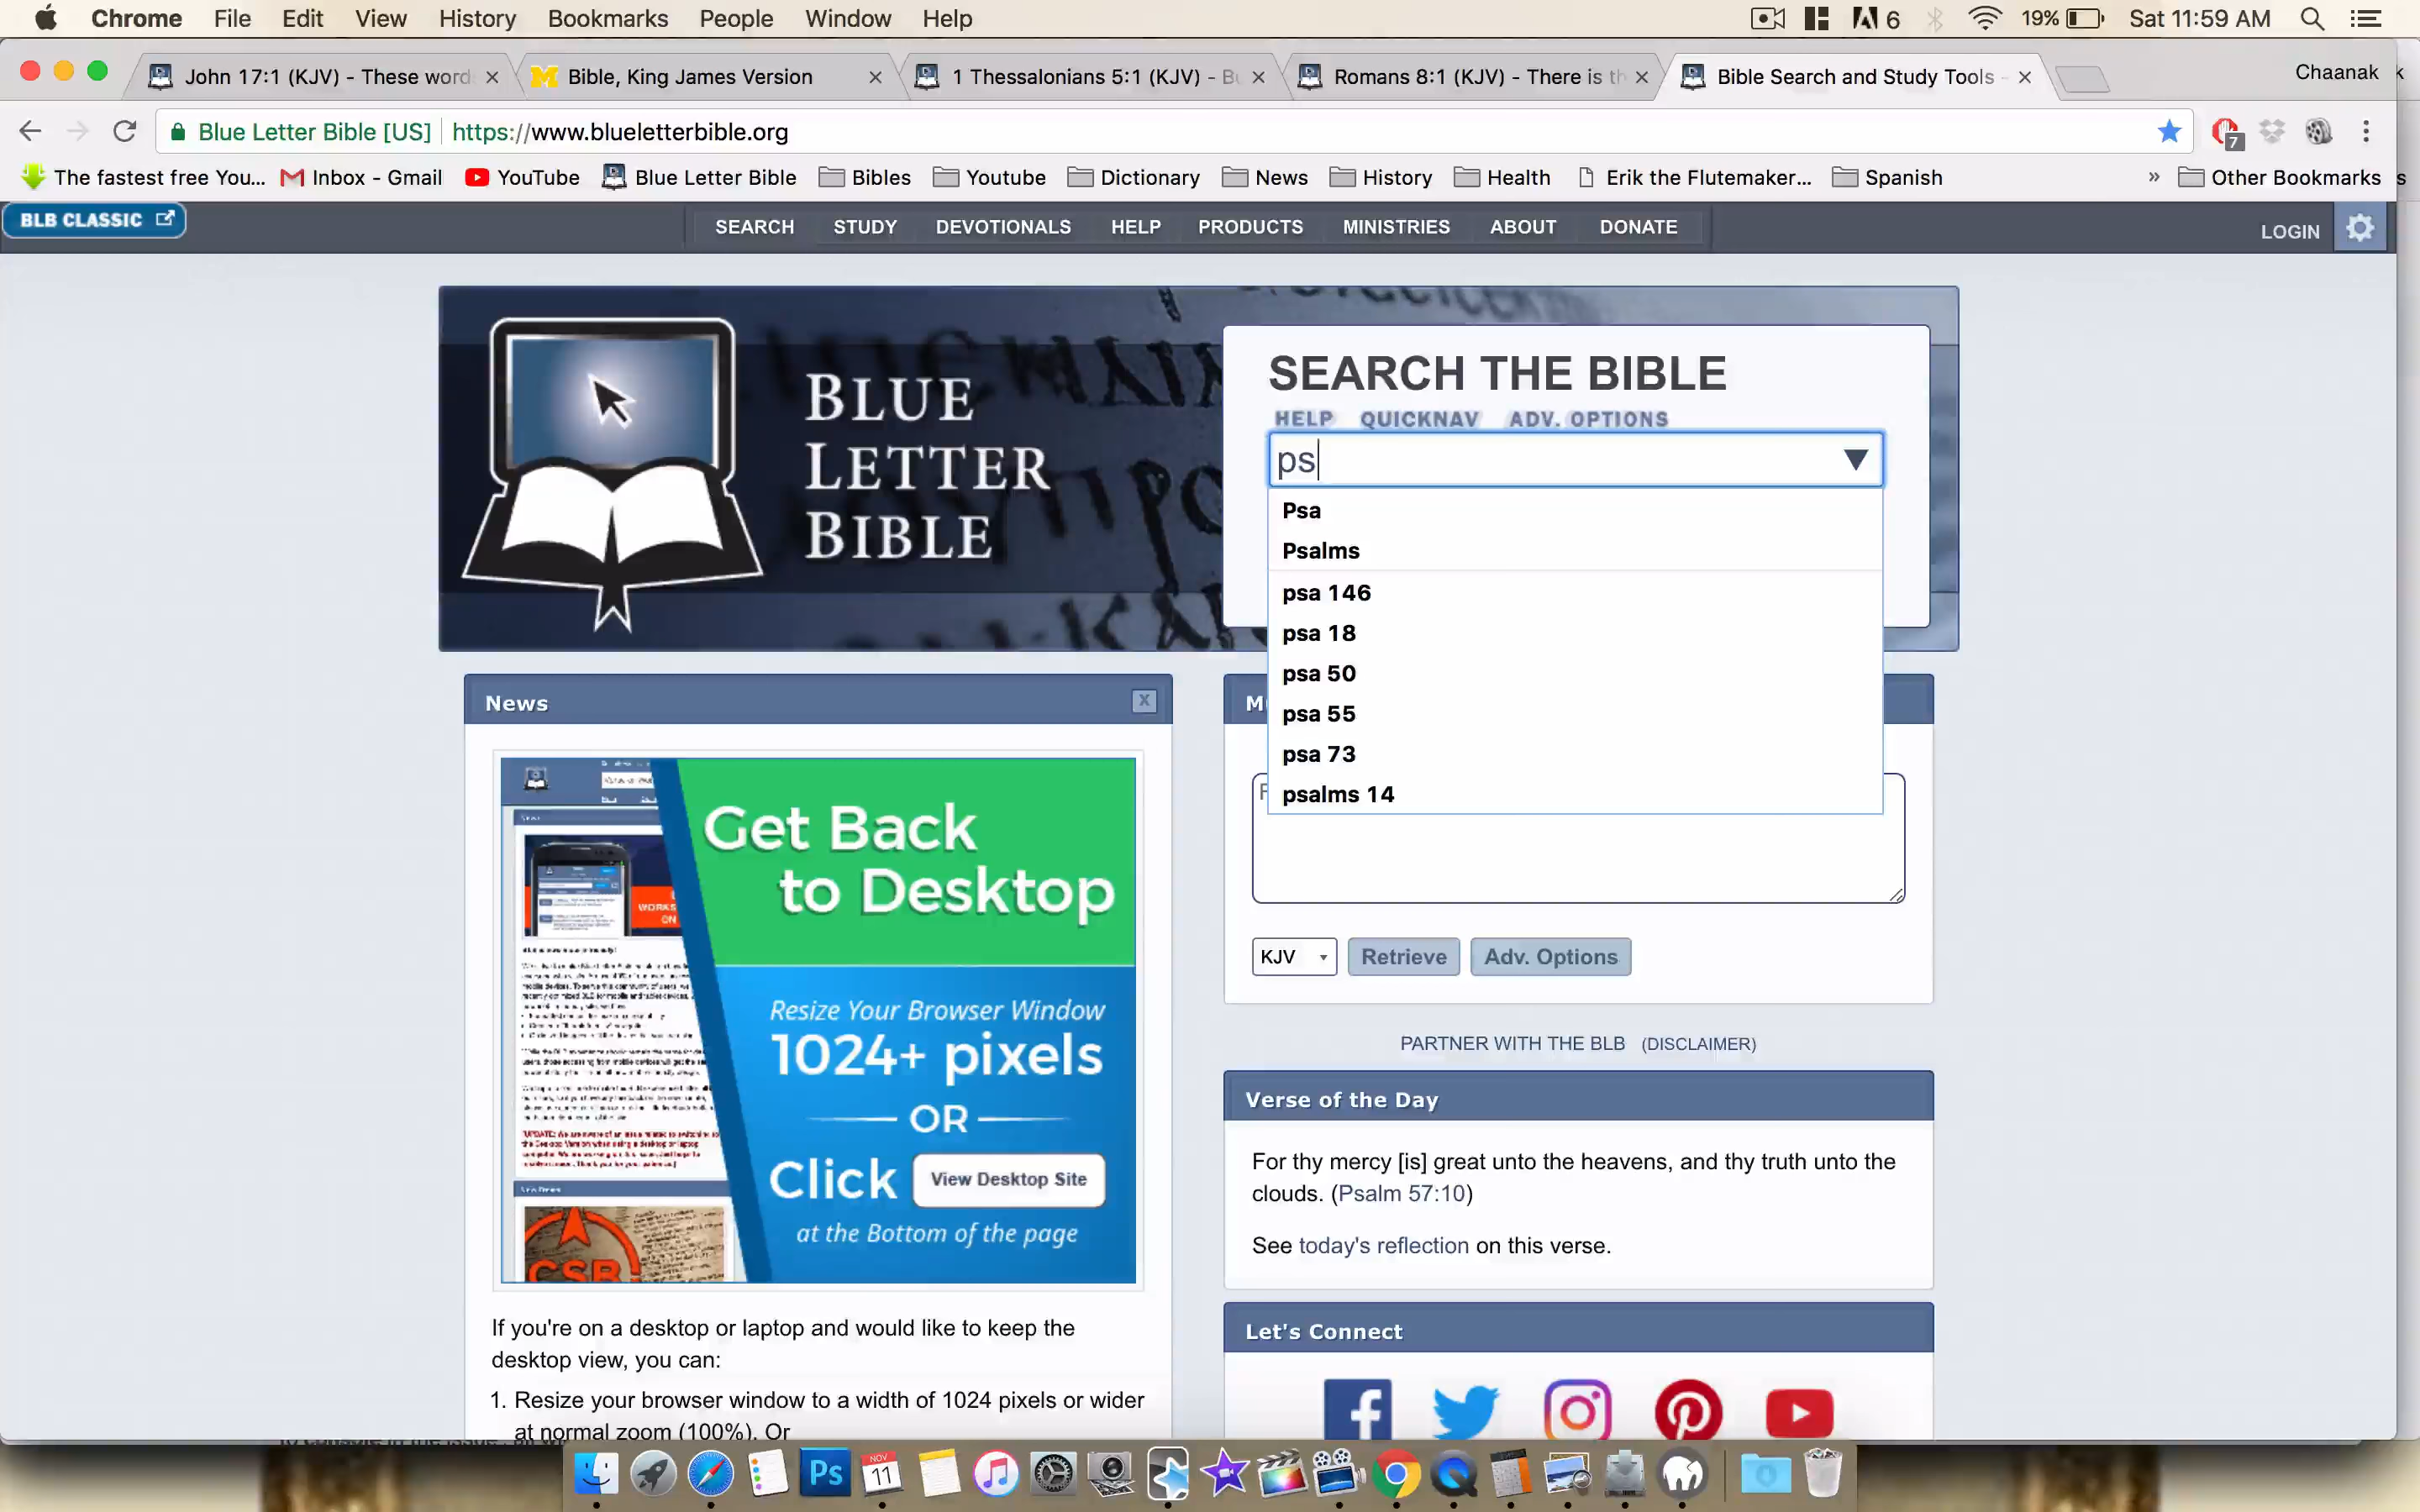 Chrome File Edit View History Bookmarks People Window Help 6 19% Sat 11:59 AM
John 17:1 (KJV) - These word
Bible, King James Version
1 Thessalonians 5:1 (KJV) - Bu
Romans 8:1 (KJV) - There is th
Bible Search and Study Tools -
Chaanak
Blue Letter Bible [US] https://www.blueletterbible.org 7
The fastest free You... Inbox - Gmail YouTube Blue Letter Bible Bibles Youtube Dictionary News History Health Erik the Flutemaker... Spanish » Other Bookmarks
BLB CLASSIC SEARCH STUDY DEVOTIONALS HELP PRODUCTS MINISTRIES ABOUT DONATE LOGIN
BLUE
LETTER
BIBLE
SEARCH THE BIBLE
HELP QUICKNAV ADV. OPTIONS
ps
Psa
Psalms
psa 146
psa 18
psa 50
psa 55
psa 73
psalms 14
News X
Get Back
to Desktop
Resize Your Browser Window
1024+ pixels
OR
Click View Desktop Site
at the Bottom of the page
WORKS
ON
CSB
If you're on a desktop or laptop and would like to keep the
desktop view, you can:
1. Resize your browser window to a width of 1024 pixels or wider
at normal zoom (100%). Or
KJV Retrieve Adv. Options
PARTNER WITH THE BLB (DISCLAIMER)
Verse of the Day
For thy mercy [is] great unto the heavens, and thy truth unto the
clouds. (Psalm 57:10)
See today's reflection on this verse.
Let's Connect
Ps
NOV
11